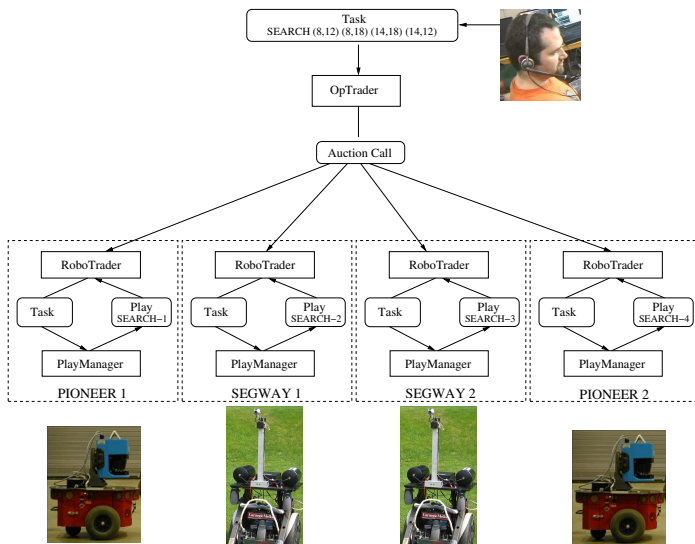 Task
SEARCH (8,12) (8,18) (14,18) (14,12)
OpTrader
Auction Call
RoboTrader
Task
Play
SEARCH−1
PlayManager
PIONEER 1
RoboTrader
Task
Play
SEARCH−2
PlayManager
SEGWAY 1
RoboTrader
Task
Play
SEARCH−3
PlayManager
SEGWAY 2
RoboTrader
Task
Play
SEARCH−4
PlayManager
PIONEER 2